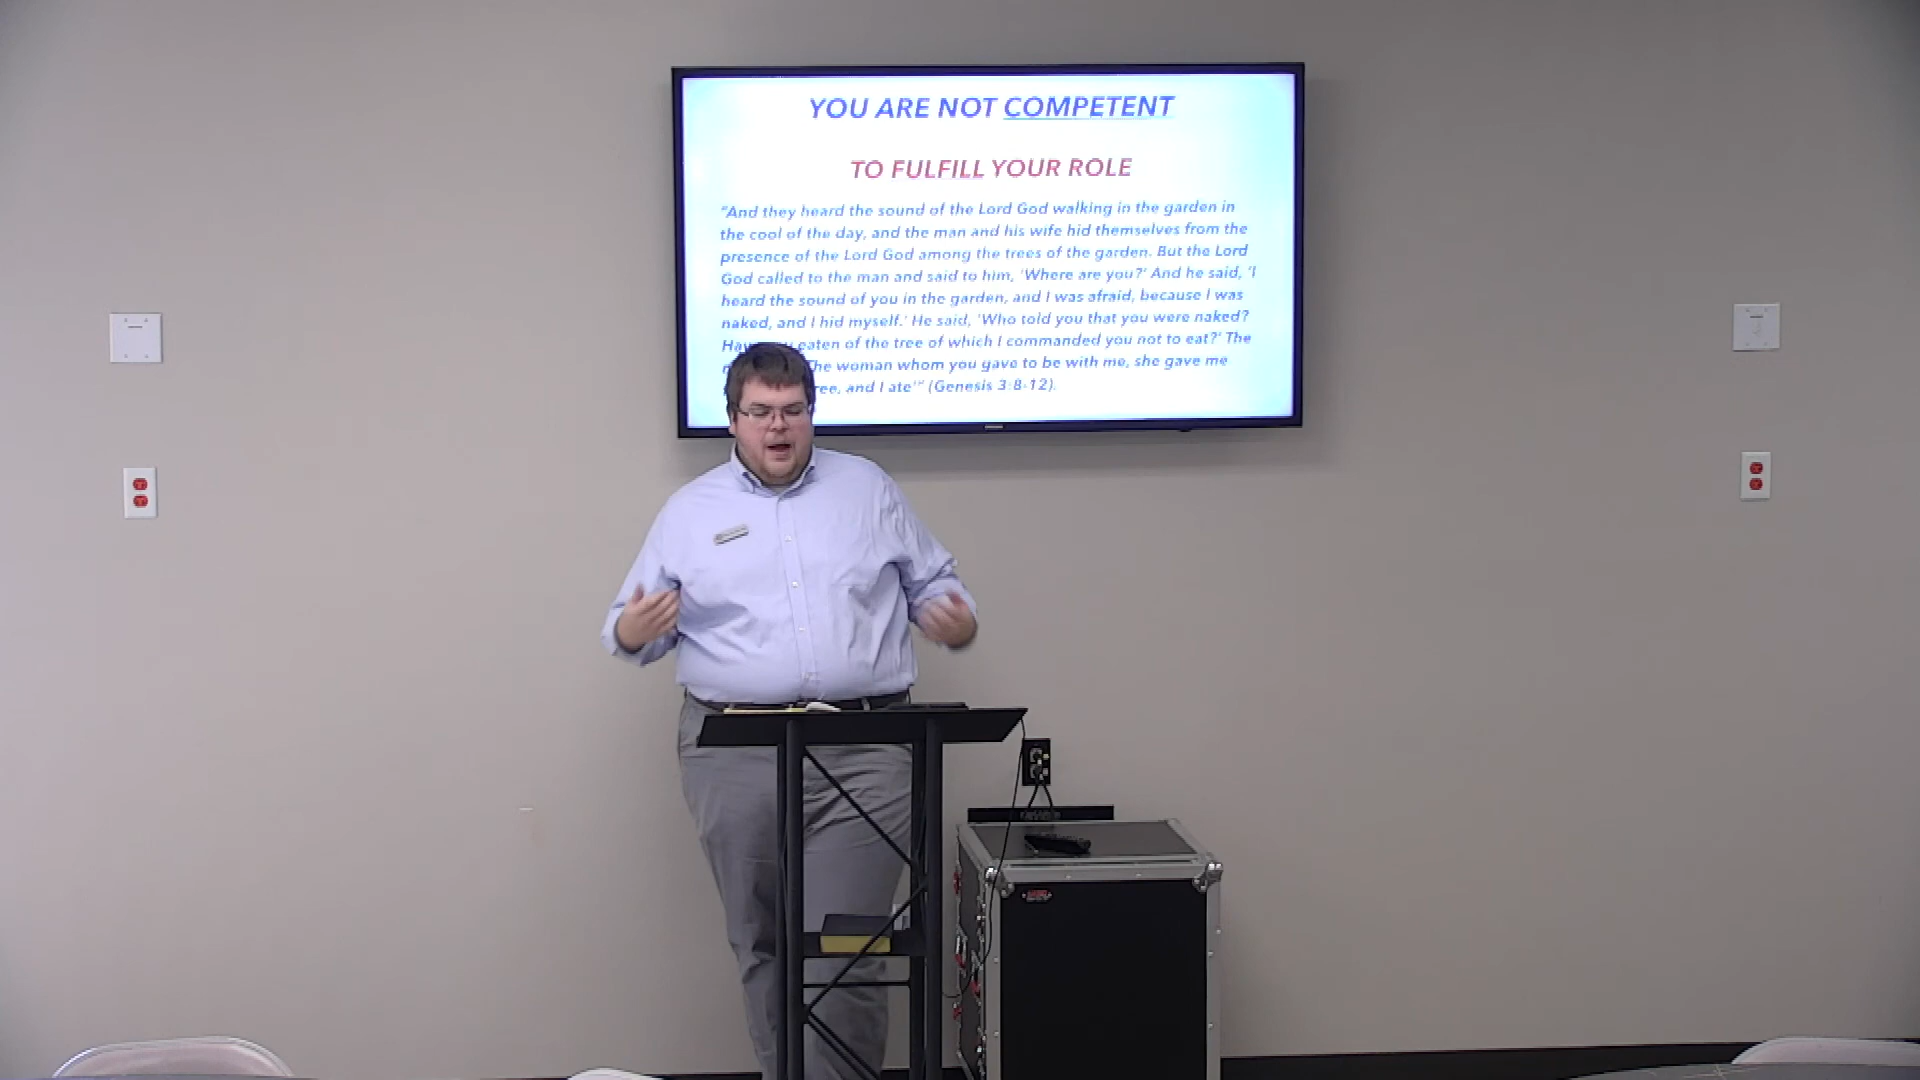 YOU ARE NOT COMPETENT
TO FULFILL YOUR ROLE
"And they heard the sound of the Lord God walking in the garden in
the cool of the day, and the man and his wife hid themselves from the
presence of the Lord God among the trees of the garden. But the Lord
God called to the man and said to him, 'Where are you?' And he said, 'I
heard the sound of you in the garden, and I was afraid, because I was
naked, and I hid myself.' He said, 'Who told you that you were naked?
eaten of the tree of which I commanded you not to eat?' The
The woman whom you gave to be with me, she gave me
and I ate'" (Genesis 3:8-12).